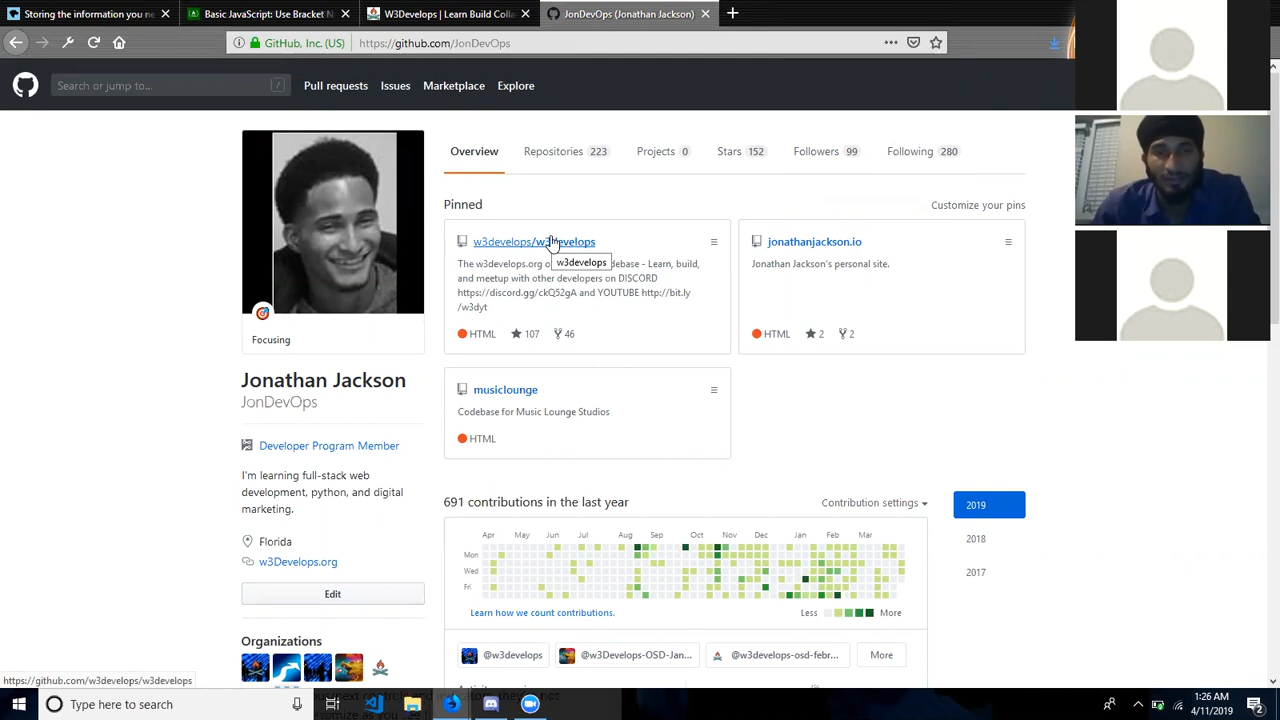 Storing the information you n
Basic JavaScript: Use Bracket N
W3Develops | Learn Build Colla
JonDevOps (Jonathan Jackson)
GitHub, Inc. (US)
https://github.com/JonDevOps
Search or jump to...
/
Pull requests
Issues
Marketplace
Explore
Overview
Repositories 223
Projects 0
Stars 152
Followers 99
Following 280
Pinned
Customize your pins
w3develops/w3develops
w3develops
The w3develops.org o debase - Learn, build,
and meetup with other developers on DISCORD
https://discord.gg/ckQ52gA and YOUTUBE http://bit.ly
/w3dyt
HTML 107 46
jonathanjackson.io
Jonathan Jackson's personal site.
HTML 2 2
musiclounge
Codebase for Music Lounge Studios
HTML
Focusing
Jonathan Jackson
JonDevOps
Developer Program Member
I'm learning full-stack web
development, python, and digital
marketing.
Florida
w3Develops.org
Edit
Organizations
691 contributions in the last year
Contribution settings
2019
2018
2017
Apr May Jun Jul Aug Sep Oct Nov Dec Jan Feb Mar
Mon
Wed
Fri
Learn how we count contributions.
Less More
@w3develops
@w3Develops-OSD-Jan...
@w3develops-osd-febr...
More
https://github.com/w3develops/w3develops
Type here to search
1:26 AM
4/11/2019
2